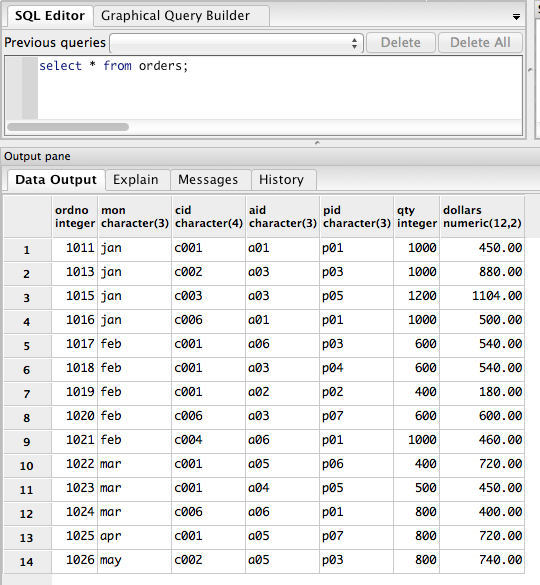 SQL Editor Graphical Query Builder
Previous queries Delete Delete All
select * from orders;
Output pane
Data Output Explain Messages History
ordno mon cid aid pid qty dollars
integer character(3) character(4) character(3) character(3) integer numeric(12,2)
1 1011 jan c001 a01 p01 1000 450.00
2 1013 jan c002 a03 p03 1000 880.00
3 1015 jan c003 a03 p05 1200 1104.00
4 1016 jan c006 a01 p01 1000 500.00
5 1017 feb c001 a06 p03 600 540.00
6 1018 feb c001 a03 p04 600 540.00
7 1019 feb c001 a02 p02 400 180.00
8 1020 feb c006 a03 p07 600 600.00
9 1021 feb c004 a06 p01 1000 460.00
10 1022 mar c001 a05 p06 400 720.00
11 1023 mar c001 a04 p05 500 450.00
12 1024 mar c006 a06 p01 800 400.00
13 1025 apr c001 a05 p07 800 720.00
14 1026 may c002 a05 p03 800 740.00